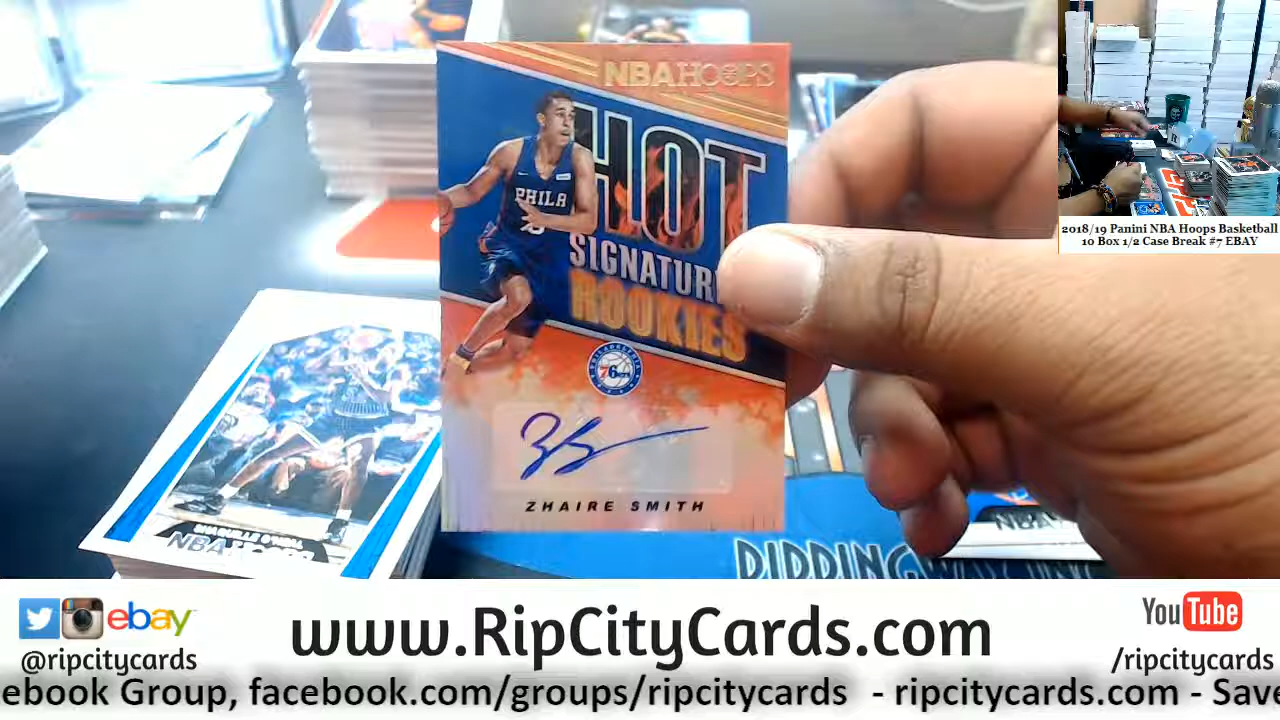 NBA HOOPS
HOT
SIGNATURE
ROOKIES
PHILA
PHILADELPHIA
76ers
ZHAIRE SMITH
NBA HOOPS
2018/19 Panini NBA Hoops Basketball
10 Box 1/2 Case Break #7 EBAY
ebay
@ripcitycards
www.RipCityCards.com
YouTube
/ripcitycards
ebook Group, facebook.com/groups/ripcitycards - ripcitycards.com - Save